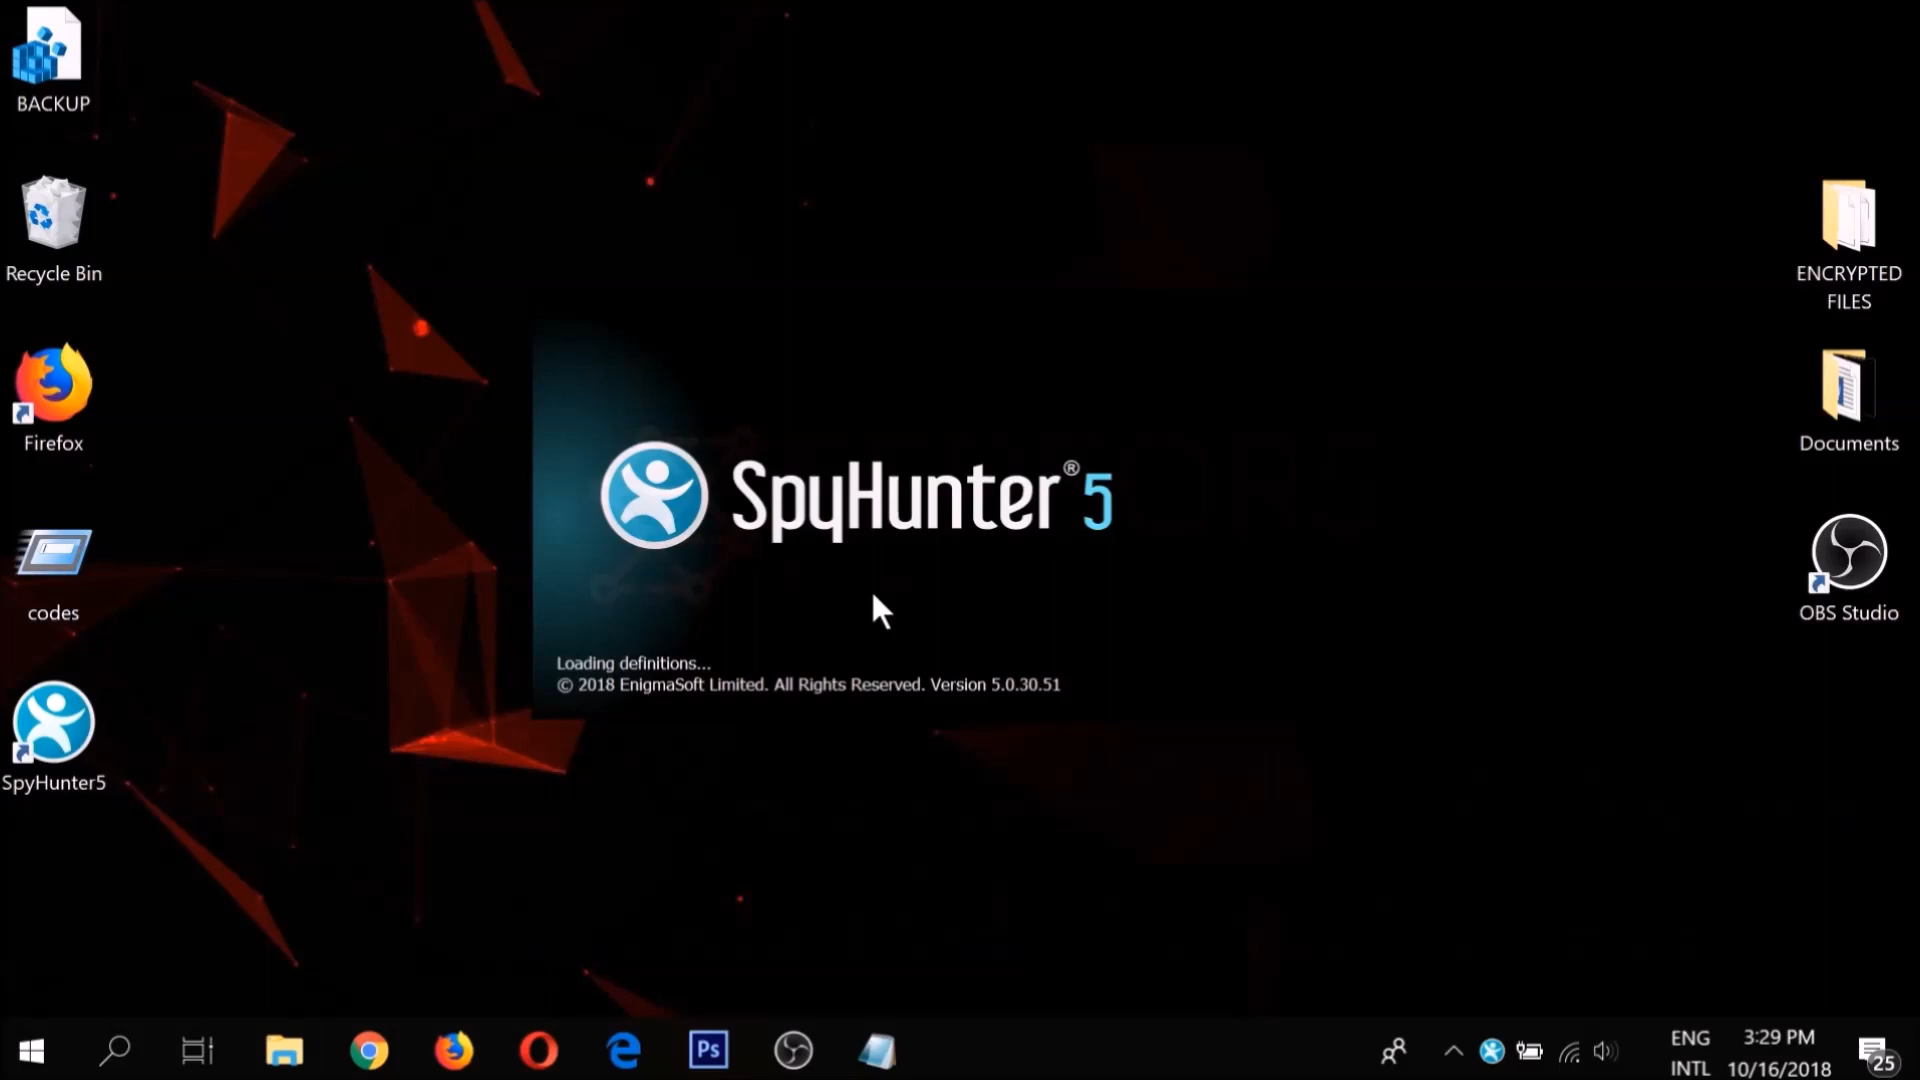 BACKUP
Recycle Bin
Firefox
codes
SpyHunter5
SpyHunter®5
Loading definitions...
© 2018 EnigmaSoft Limited. All Rights Reserved. Version 5.0.30.51
ENCRYPTED
FILES
Documents
OBS Studio
Ps
ENG
INTL
3:29 PM
10/16/2018
25